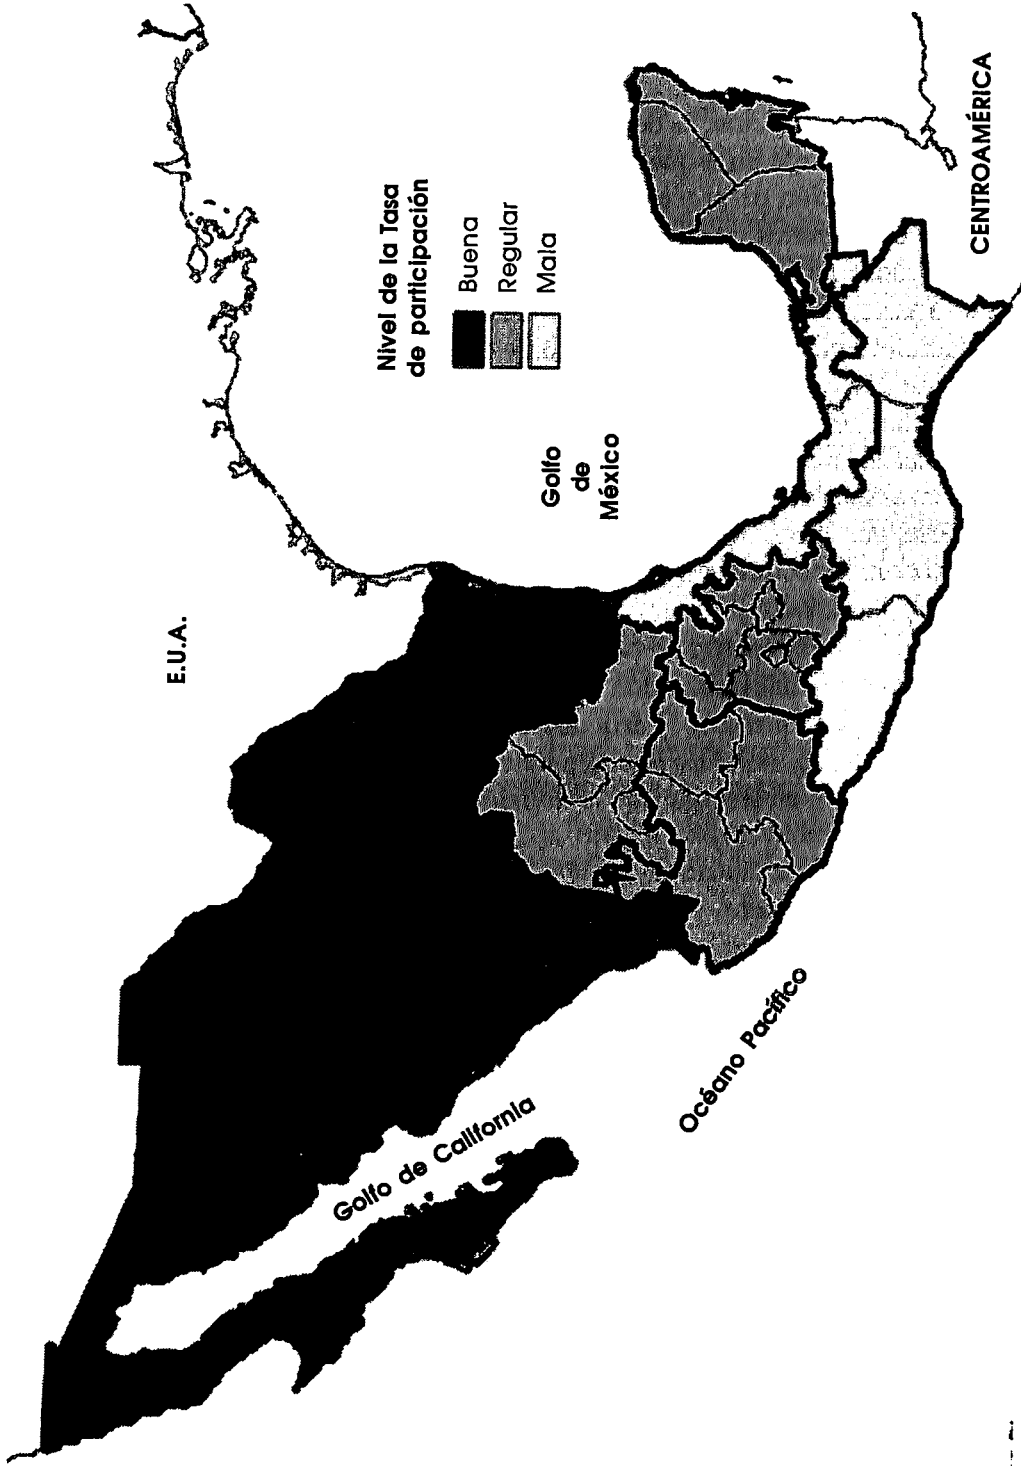 E.U.A.
Nivel de la Tasa
de participación
Buena
Regular
Mala
Golfo
de
México
CENTROAMÉRICA
Golfo de California
Océano Pacífico